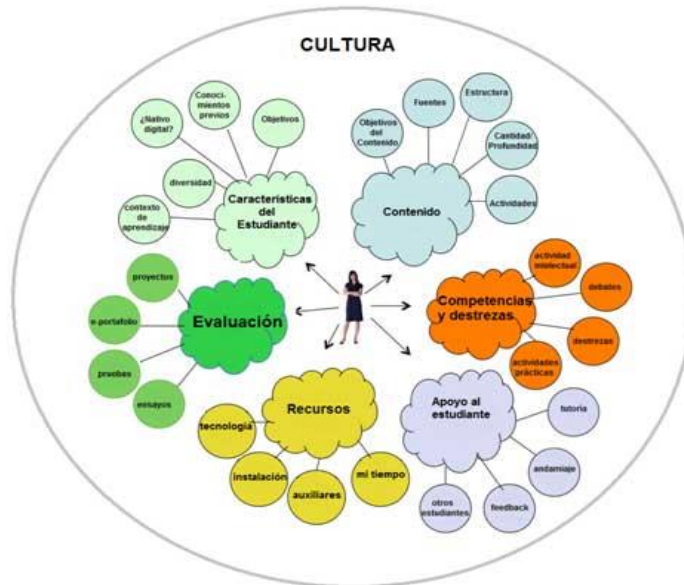 CULTURA
Conoci-
mientos
previos
¿Nativo
digital?
Objetivos
diversidad
contexto
de
aprendizaje
Características
del
Estudiante
Fuentes
Estructura
Objetivos
del
Contenido
Cantidad/
Profundidad
Actividades
Contenido
proyectos
e-portafolio
pruebas
ensayos
Evaluación
actividad
intelectual
debates
destrezas
actividades
prácticas
Competencias
y destrezas
Recursos
tecnología
instalación
auxiliares
mi tiempo
Apoyo al
estudiante
tutoría
andamiaje
feedback
otros
estudiantes